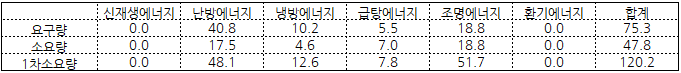 신재생에너지 난방에너지 냉방에너지 급탕에너지 조명에너지 환기에너지 합계
요구량 0.0 40.8 10.2 5.5 18.8 0.0 75.3
소요량 0.0 17.5 4.6 7.0 18.8 0.0 47.8
1차소요량 0.0 48.1 12.6 7.8 51.7 0.0 120.2